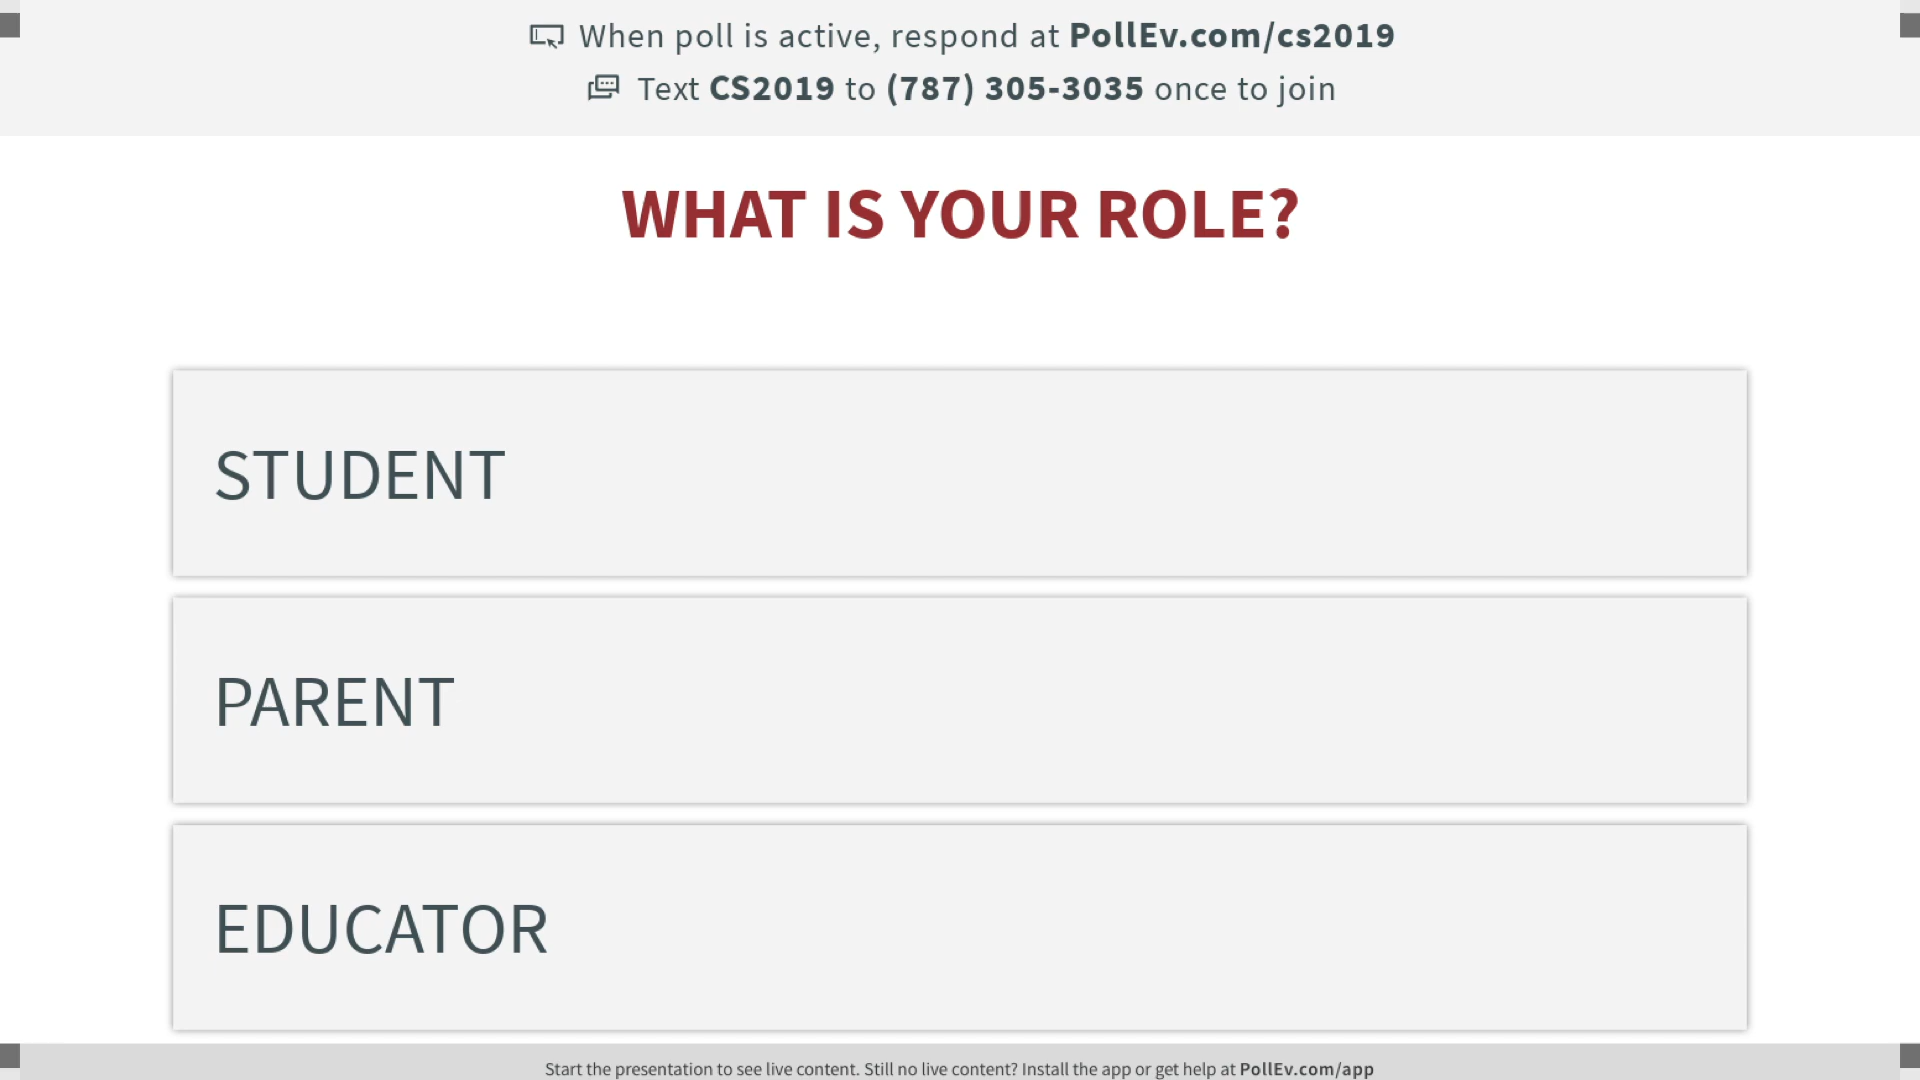 When poll is active, respond at PollEv.com/cs2019
Text CS2019 to (787) 305-3035 once to join
WHAT IS YOUR ROLE?
STUDENT
PARENT
EDUCATOR
Start the presentation to see live content. Still no live content? Install the app or get help at PollEv.com/app